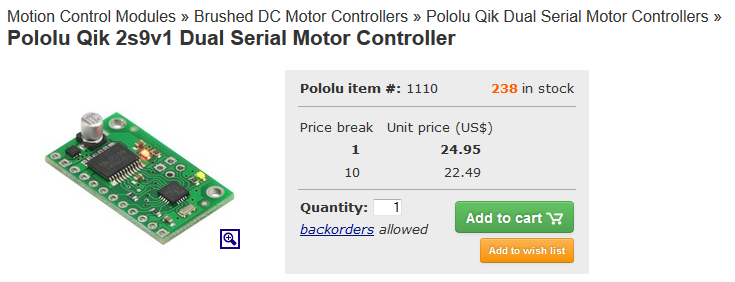 Motion Control Modules » Brushed DC Motor Controllers » Pololu Qik Dual Serial Motor Controllers »
Pololu Qik 2s9v1 Dual Serial Motor Controller
Pololu item #: 1110 238 in stock
Price break Unit price (US$)
1 24.95
10 22.49
Quantity: 1
backorders allowed
Add to cart
Add to wish list